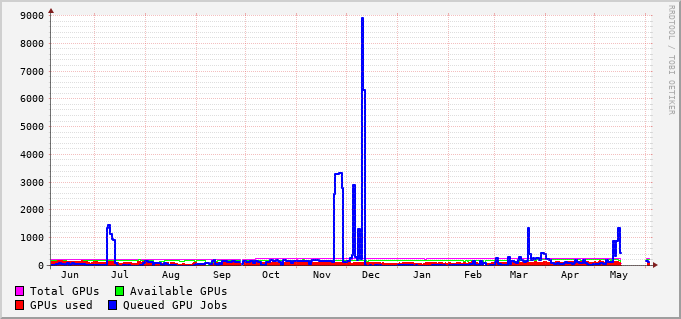 9000
8000
7000
6000
5000
4000
3000
2000
1000
0
Jun Jul Aug Sep Oct Nov Dec Jan Feb Mar Apr May
Total GPUs Available GPUs
GPUs used Queued GPU Jobs
RRDTOOL / TOBI OETIKER